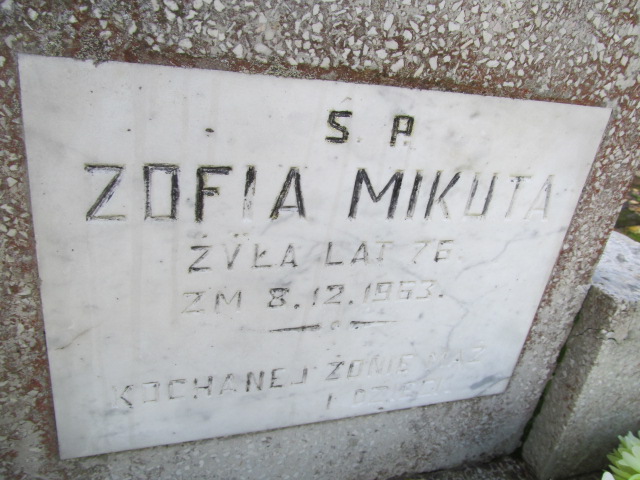 Ś P
ZOFIA MIKUTA
ŻYŁA LAT 76
ZM 8.12.1953.
KOCHANEJ ŻONIE MĄŻ
I